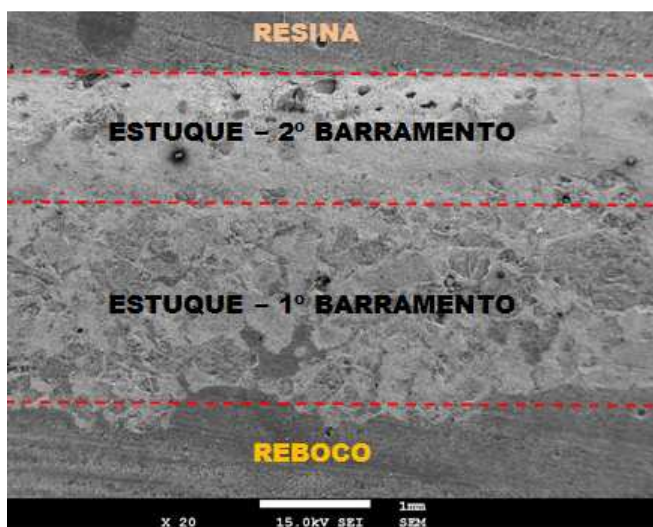 RESINA
ESTUQUE – 2º BARRAMENTO
ESTUQUE – 1º BARRAMENTO
REBOCO
1mm
X 20 15.0kV SEI SEM